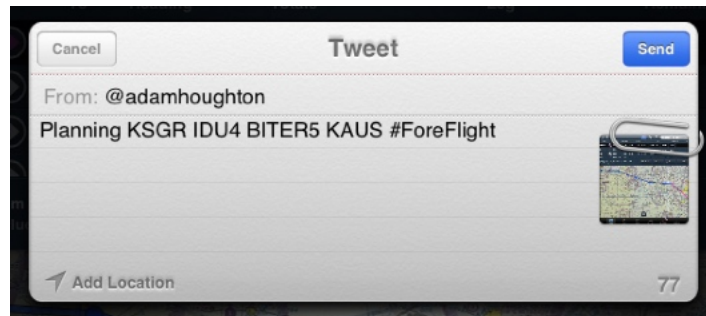 Cancel
Tweet
Send
From: @adamhoughton
Planning KSGR IDU4 BITER5 KAUS #ForeFlight
Add Location
77